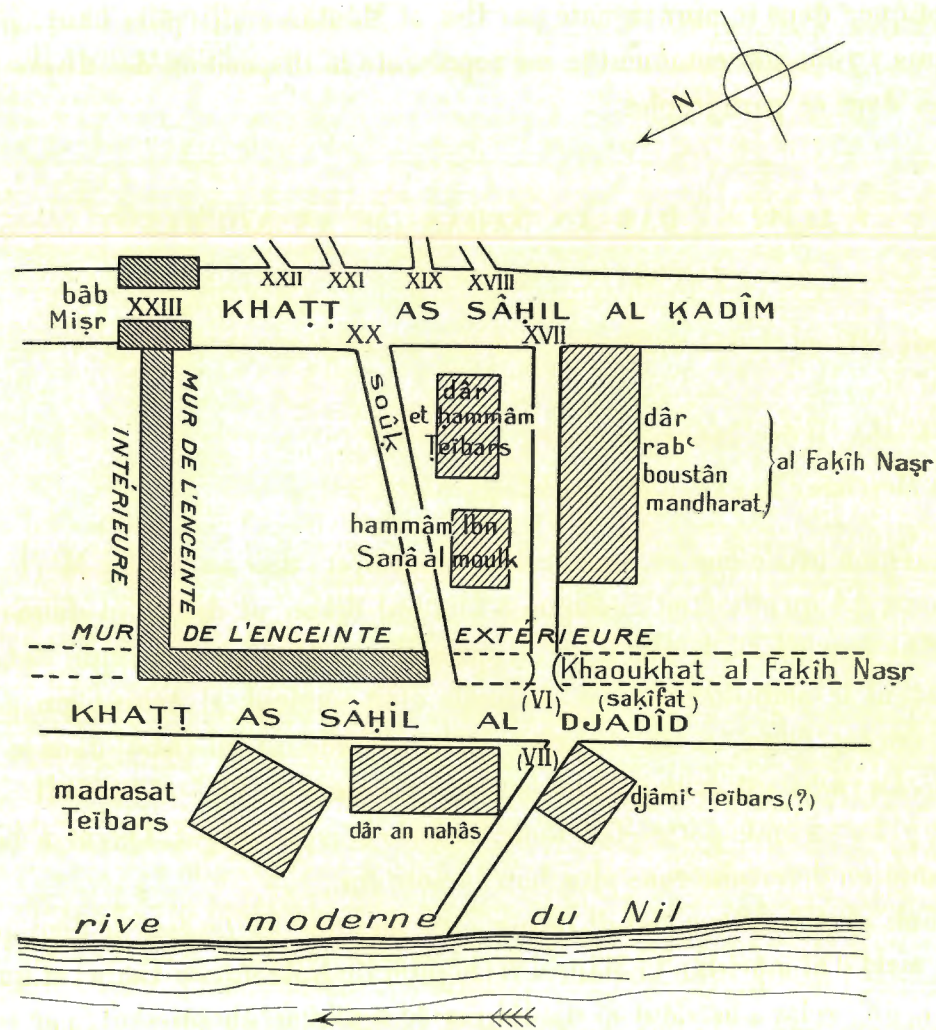 N
XXII XXI XIX XVIII
bâb
Miṣr
XXIII
KHAṬṬ AS SÂḤIL AL ḲADÎM
XX
XVII
soûḳ
dâr
et hammâm
Ṭeïbars
dâr
rabᶜ
boustân
mandharat
al Faḳîh Naṣr
MUR DE L'ENCEINTE
INTÉRIEURE
hammâm Ibn
Sanâ al moulk
MUR DE L'ENCEINTE EXTÉRIEURE
Khaoukhat al Faḳîh Naṣr
(VI) (saḳîfat)
KHAṬṬ AS SÂḤIL AL DJADÎD
(VII)
madrasat
Ṭeïbars
dâr an naḥâs
djâmiᶜ Ṭeïbars (?)
rive moderne du Nil